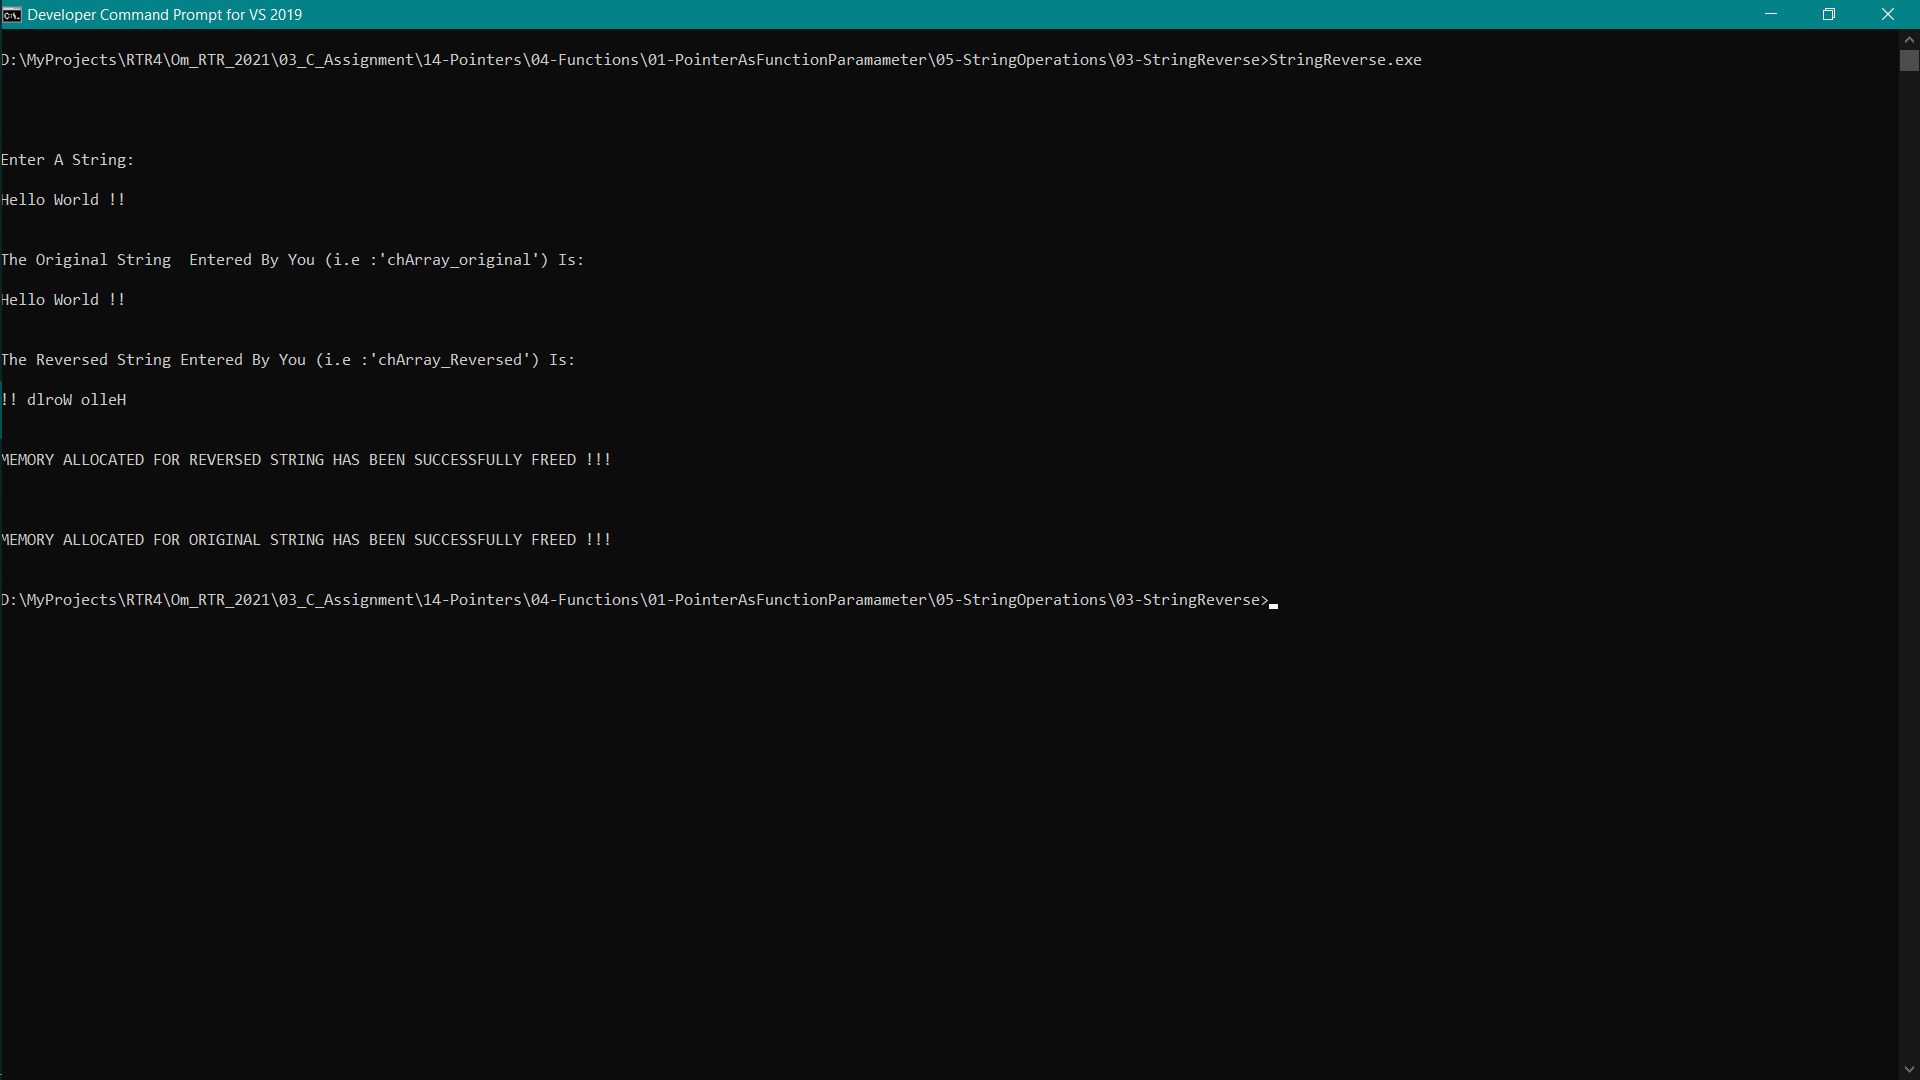 Developer Command Prompt for VS 2019
D:\MyProjects\RTR4\Om_RTR_2021\03_C_Assignment\14-Pointers\04-Functions\01-PointerAsFunctionParamameter\05-StringOperations\03-StringReverse>StringReverse.exe
Enter A String:
Hello World !!
The Original String  Entered By You (i.e :'chArray_original') Is:
Hello World !!
The Reversed String Entered By You (i.e :'chArray_Reversed') Is:
!! dlroW olleH
MEMORY ALLOCATED FOR REVERSED STRING HAS BEEN SUCCESSFULLY FREED !!!
MEMORY ALLOCATED FOR ORIGINAL STRING HAS BEEN SUCCESSFULLY FREED !!!
D:\MyProjects\RTR4\Om_RTR_2021\03_C_Assignment\14-Pointers\04-Functions\01-PointerAsFunctionParamameter\05-StringOperations\03-StringReverse>